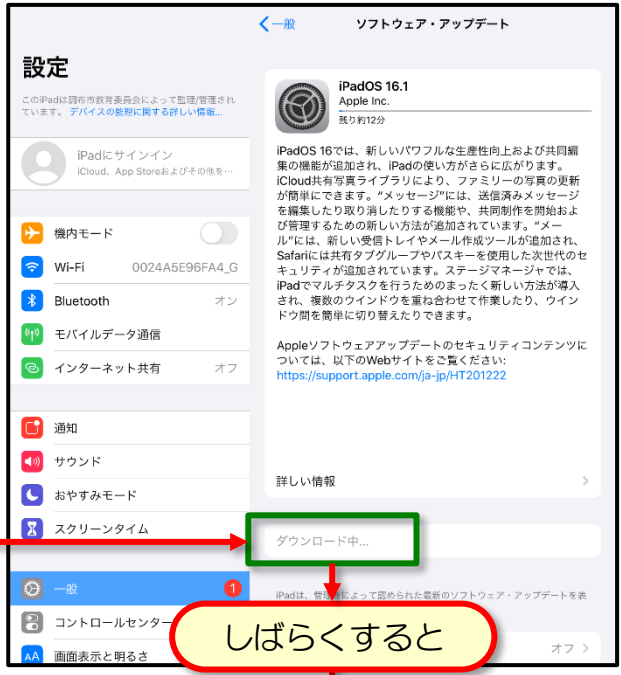 設定
このiPadは調布市教育委員会によって監理/管理され
ています。デバイスの監理に関する詳しい情報...
iPadにサインイン
iCloud、App Storeおよびその他を…
機内モード
Wi-Fi 0024A5E96FA4_G
Bluetooth オン
モバイルデータ通信
インターネット共有 オフ
通知
サウンド
おやすみモード
スクリーンタイム
一般 1
コントロールセンター
AA 画面表示と明るさ
一般 ソフトウェア・アップデート
iPadOS 16.1
Apple Inc.
残り約12分
iPadOS 16では、新しいパワフルな生産性向上および共同編
集の機能が追加され、iPadの使い方がさらに広がります。
iCloud共有写真ライブラリにより、ファミリーの写真の更新
が簡単にできます。“メッセージ”には、送信済みメッセージ
を編集したり取り消したりする機能や、共同制作を開始およ
び管理するための新しい方法が追加されています。“メー
ル”には、新しい受信トレイやメール作成ツールが追加され、
Safariには共有タブグループやパスキーを使用した次世代のセ
キュリティが追加されています。ステージマネージャでは、
iPadでマルチタスクを行うためのまったく新しい方法が導入
され、複数のウインドウを重ね合わせて作業したり、ウイン
ドウ間を簡単に切り替えたりできます。
Appleソフトウェアアップデートのセキュリティコンテンツに
ついては、以下のWebサイトをご覧ください:
https://support.apple.com/ja-jp/HT201222
詳しい情報
ダウンロード中...
iPadは、管理者によって認められた最新のソフトウェア・アップデートを表
しばらくすると
オフ